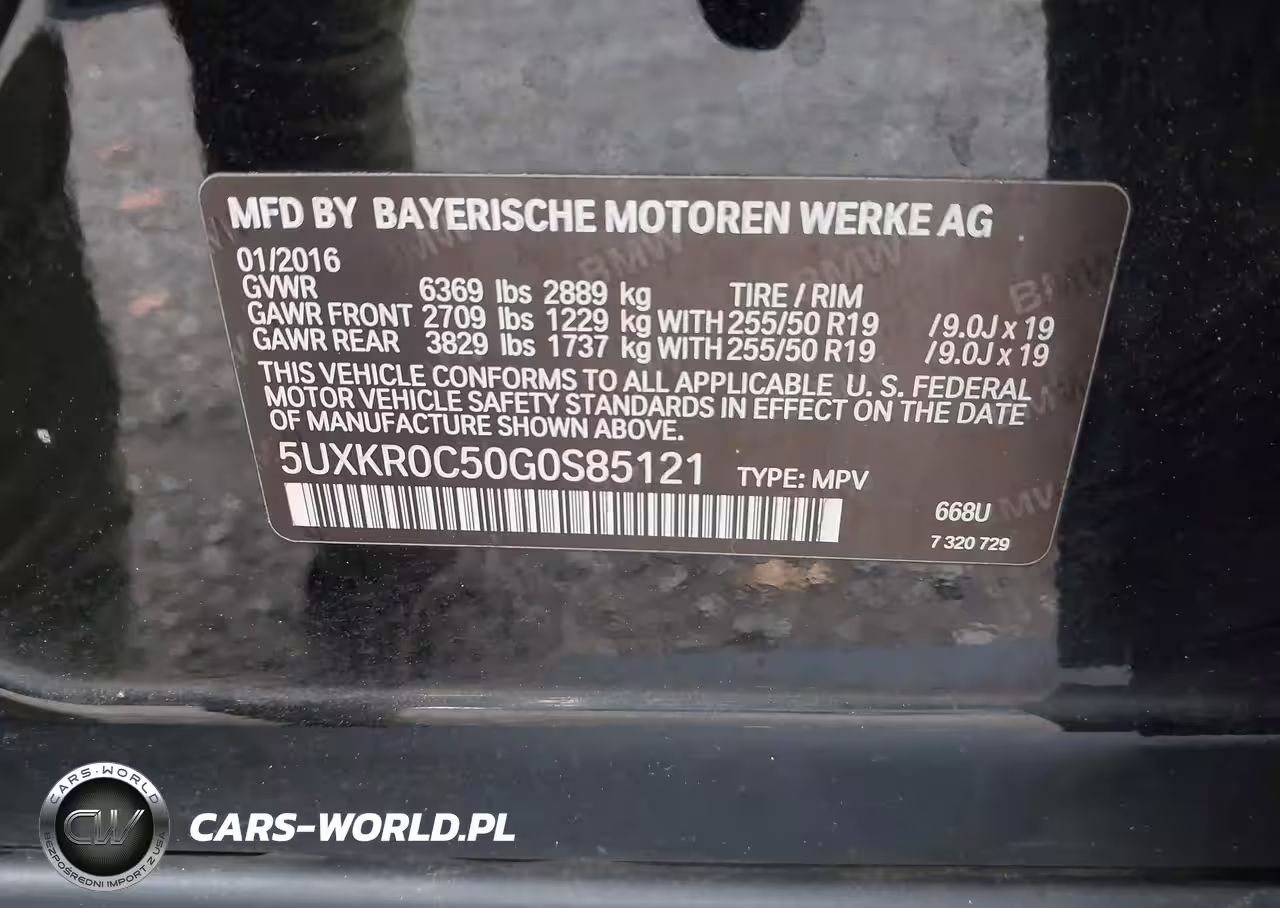 MFD BY BAYERISCHE MOTOREN WERKE AG
01/2016
GVWR 6369 lbs 2889 kg TIRE / RIM
GAWR FRONT 2709 lbs 1229 kg WITH 255/50 R19 /9.0J x 19
GAWR REAR 3829 lbs 1737 kg WITH 255/50 R19 /9.0J x 19
THIS VEHICLE CONFORMS TO ALL APPLICABLE U. S. FEDERAL
MOTOR VEHICLE SAFETY STANDARDS IN EFFECT ON THE DATE
OF MANUFACTURE SHOWN ABOVE.
5UXKR0C50G0S85121 TYPE: MPV
668U
7 320 729
CARS-WORLD
CW
BEZPOŚREDNI IMPORT Z USA
CARS-WORLD.PL